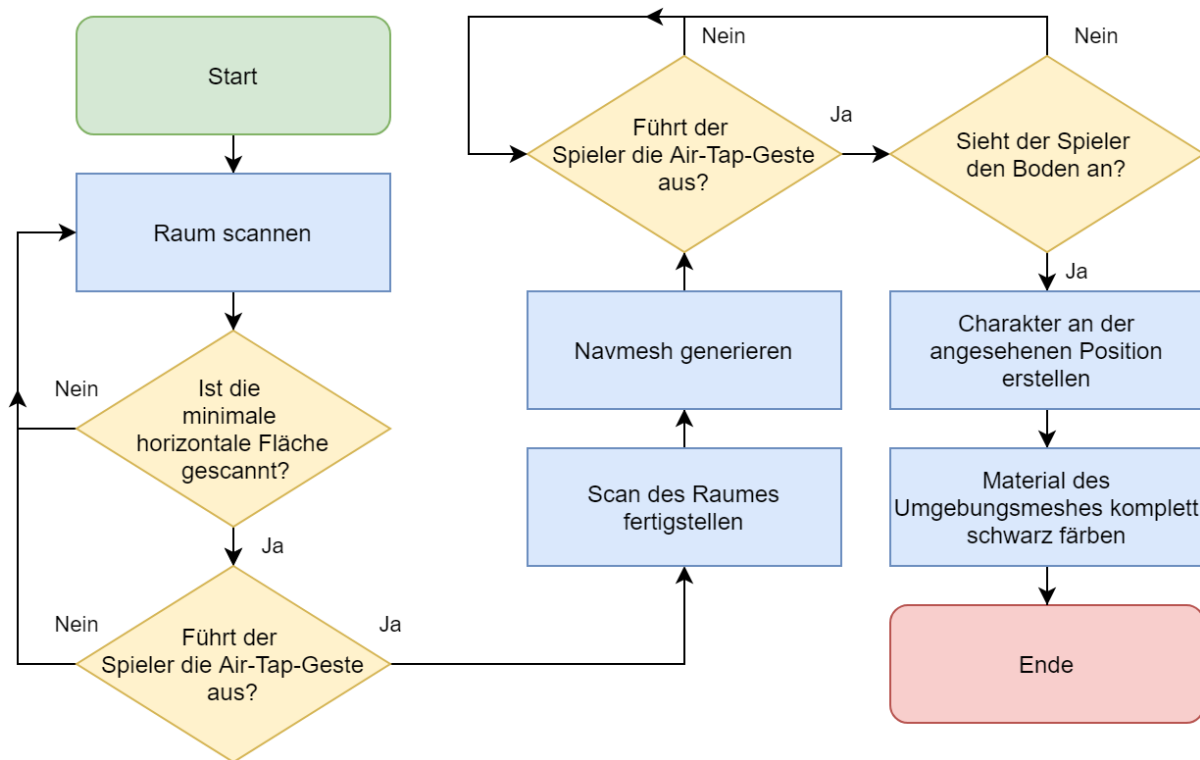 Start
Raum scannen
Nein
Ist die
minimale
horizontale Fläche
gescannt?
Ja
Nein
Führt der
Spieler die Air-Tap-Geste
aus?
Ja
Scan des Raumes
fertigstellen
Navmesh generieren
Nein
Führt der
Spieler die Air-Tap-Geste
aus?
Ja
Nein
Sieht der Spieler
den Boden an?
Ja
Charakter an der
angesehenen Position
erstellen
Material des
Umgebungsmeshes komplett
schwarz färben
Ende